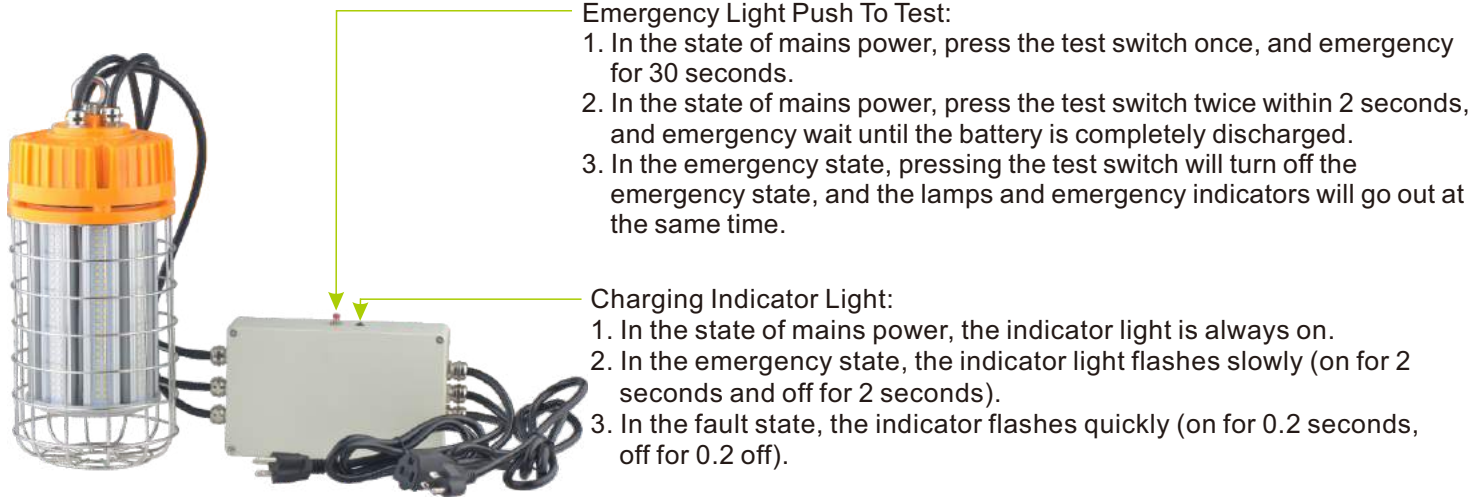 Emergency Light Push To Test:
1. In the state of mains power, press the test switch once, and emergency
for 30 seconds.
2. In the state of mains power, press the test switch twice within 2 seconds,
and emergency wait until the battery is completely discharged.
3. In the emergency state, pressing the test switch will turn off the
emergency state, and the lamps and emergency indicators will go out at
the same time.
Charging Indicator Light:
1. In the state of mains power, the indicator light is always on.
2. In the emergency state, the indicator light flashes slowly (on for 2
seconds and off for 2 seconds).
3. In the fault state, the indicator flashes quickly (on for 0.2 seconds,
off for 0.2 off).